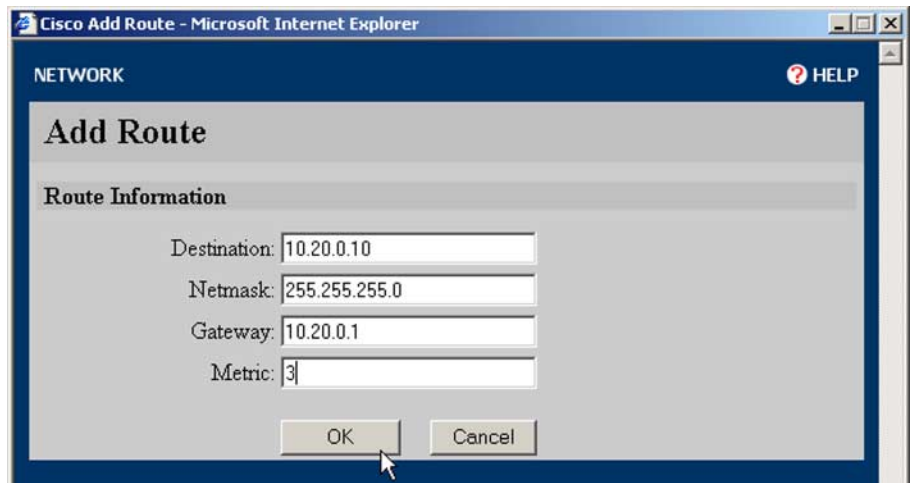 Cisco Add Route - Microsoft Internet Explorer
NETWORK
? HELP
Add Route
Route Information
Destination: 10.20.0.10
Netmask: 255.255.255.0
Gateway: 10.20.0.1
Metric: 3
OK Cancel